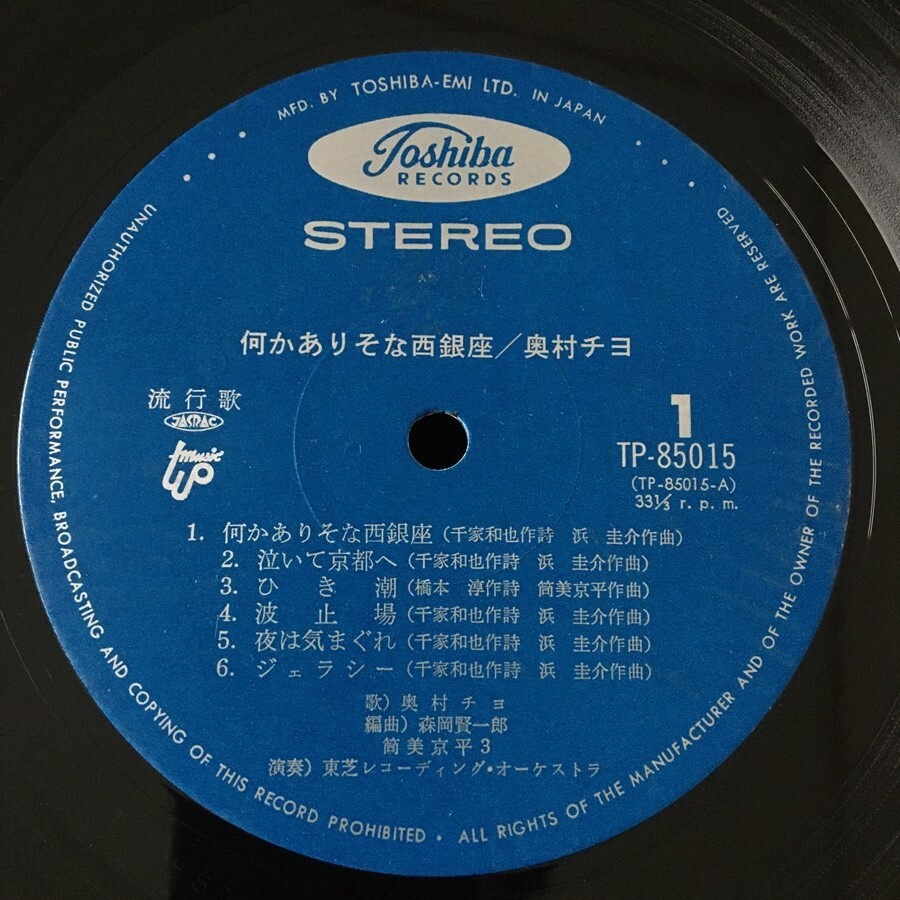 MFD. BY TOSHIBA-EMI LTD. IN JAPAN
Toshiba
RECORDS
STEREO
何かありそな西銀座／奥村チヨ
流行歌
JASRAC
music
up
1
TP-85015
(TP-85015-A)
33⅓ r. p. m.
1. 何かありそな西銀座 (千家和也作詩 浜 圭介作曲)
2. 泣いて京都へ (千家和也作詩 浜 圭介作曲)
3. ひき潮 (橋本 淳作詩 筒美京平作曲)
4. 波止場 (千家和也作詩 浜 圭介作曲)
5. 夜は気まぐれ (千家和也作詩 浜 圭介作曲)
6. ジェラシー (千家和也作詩 浜 圭介作曲)
歌) 奥村チヨ
編曲) 森岡賢一郎
筒美京平3
演奏) 東芝レコーディング・オーケストラ
UNAUTHORIZED PUBLIC PERFORMANCE, BROADCASTING AND COPYING OF THIS RECORD PROHIBITED • ALL RIGHTS OF THE MANUFACTURER AND OF THE OWNER OF THE RECORDED WORK ARE RESERVED